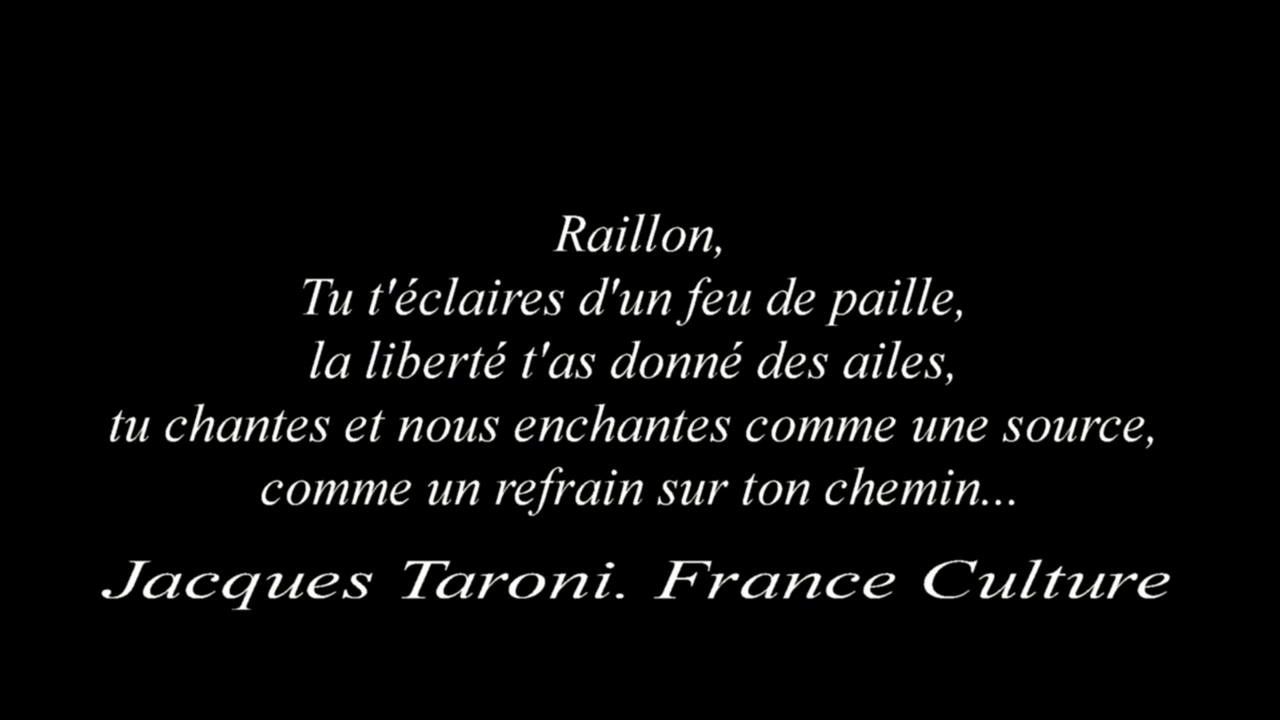 Raillon,
Tu t'éclaires d'un feu de paille,
la liberté t'as donné des ailes,
tu chantes et nous enchantes comme une source,
comme un refrain sur ton chemin...
Jacques Taroni. France Culture